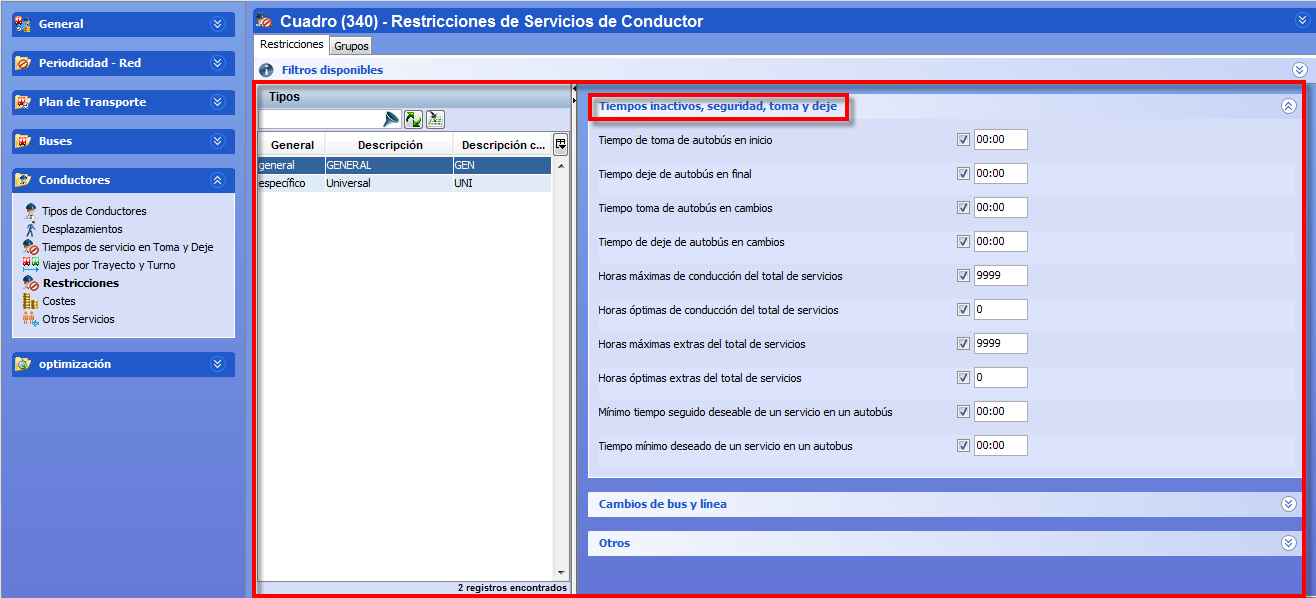 General
Periodicidad - Red
Plan de Transporte
Buses
Conductores
Tipos de Conductores
Desplazamientos
Tiempos de servicio en Toma y Deje
Viajes por Trayecto y Turno
Restricciones
Costes
Otros Servicios
optimización
Cuadro (340) - Restricciones de Servicios de Conductor
Restricciones Grupos
Filtros disponibles
Tipos
General Descripción Descripción c...
general GENERAL GEN
específico Universal UNI
2 registros encontrados
Tiempos inactivos, seguridad, toma y deje
Tiempo de toma de autobús en inicio 00:00
Tiempo deje de autobús en final 00:00
Tiempo toma de autobús en cambios 00:00
Tiempo de deje de autobús en cambios 00:00
Horas máximas de conducción del total de servicios 9999
Horas óptimas de conducción del total de servicios 0
Horas máximas extras del total de servicios 9999
Horas óptimas extras del total de servicios 0
Mínimo tiempo seguido deseable de un servicio en un autobús 00:00
Tiempo mínimo deseado de un servicio en un autobus 00:00
Cambios de bus y línea
Otros